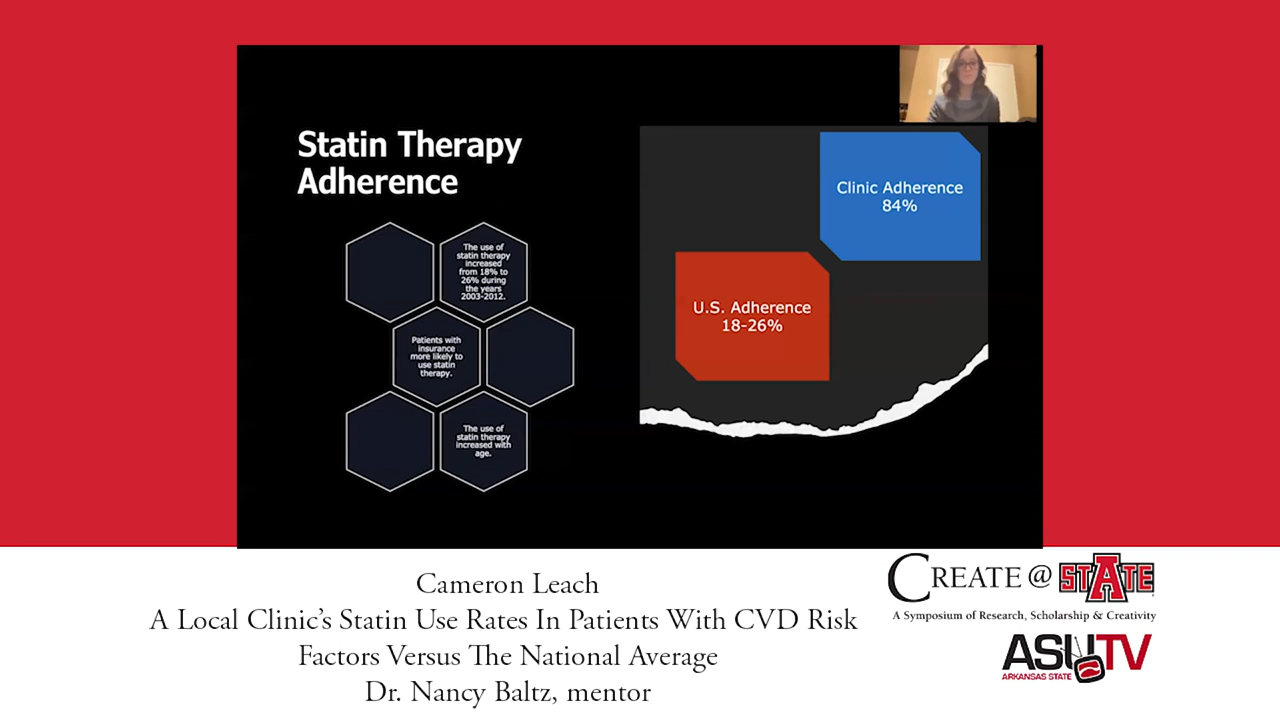 Statin Therapy
Adherence
The use of
statin therapy
increased
from 18% to
26% during
the years
2003-2012.
Patients with
insurance
more likely to
use statin
therapy.
The use of
statin therapy
increased with
age.
Clinic Adherence
84%
U.S. Adherence
18-26%
Cameron Leach
A Local Clinic’s Statin Use Rates In Patients With CVD Risk
Factors Versus The National Average
Dr. Nancy Baltz, mentor
CREATE @ STATE
A Symposium of Research, Scholarship & Creativity
ASUTV
ARKANSAS STATE